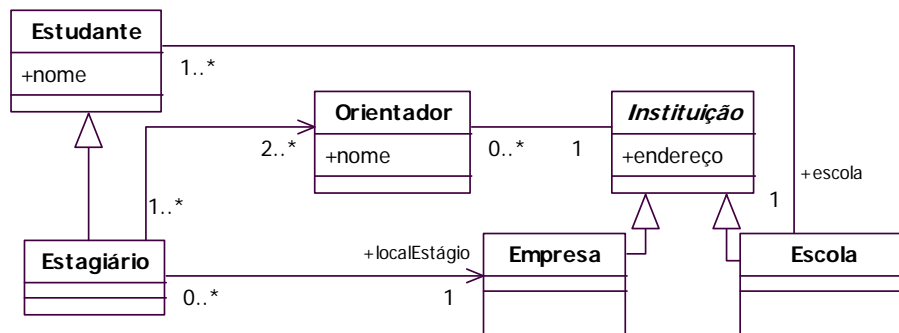 Estudante
+nome
1..*
Orientador
+nome
2..*
0..*
1
Instituição
+endereço
+escola
1
1..*
Estagiário
0..*
+localEstágio
1
Empresa
Escola